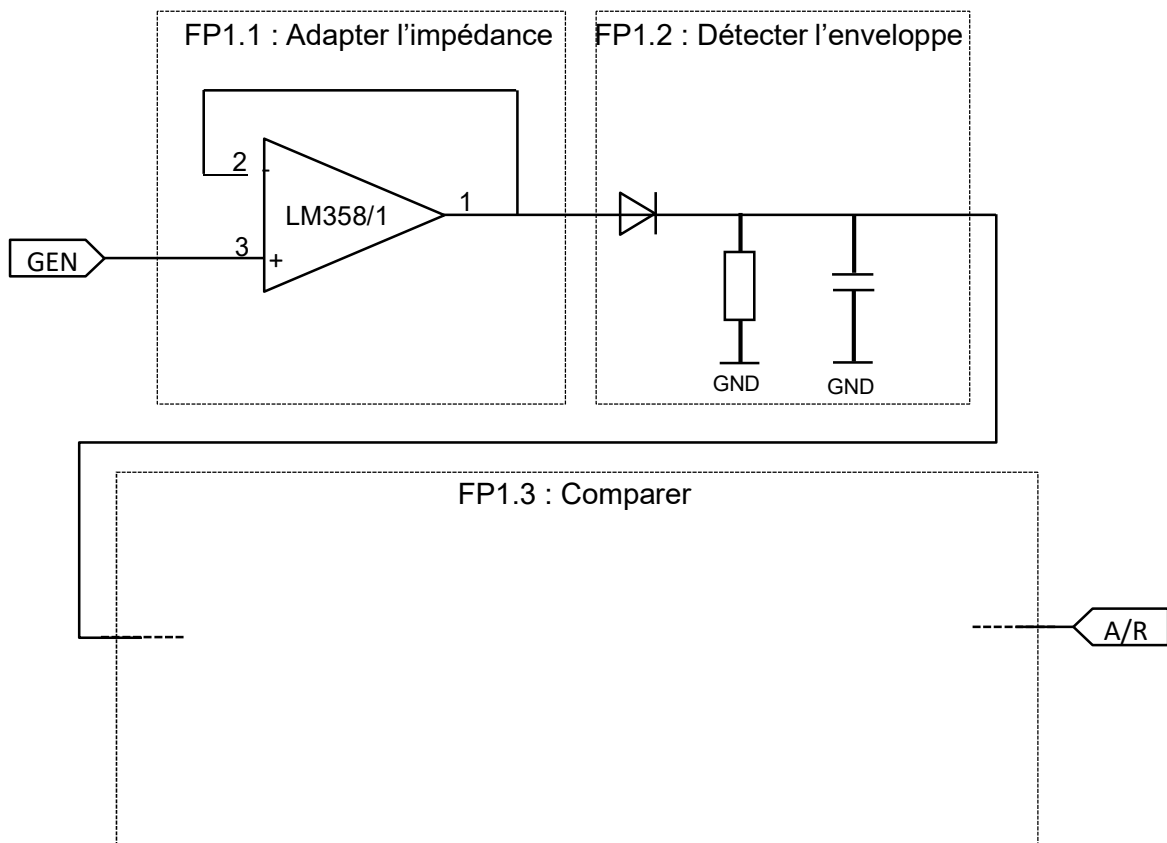 FP1.1 : Adapter l’impédance
FP1.2 : Détecter l’enveloppe
2
-
LM358/1
1
3
+
GEN
GND
GND
FP1.3 : Comparer
A/R